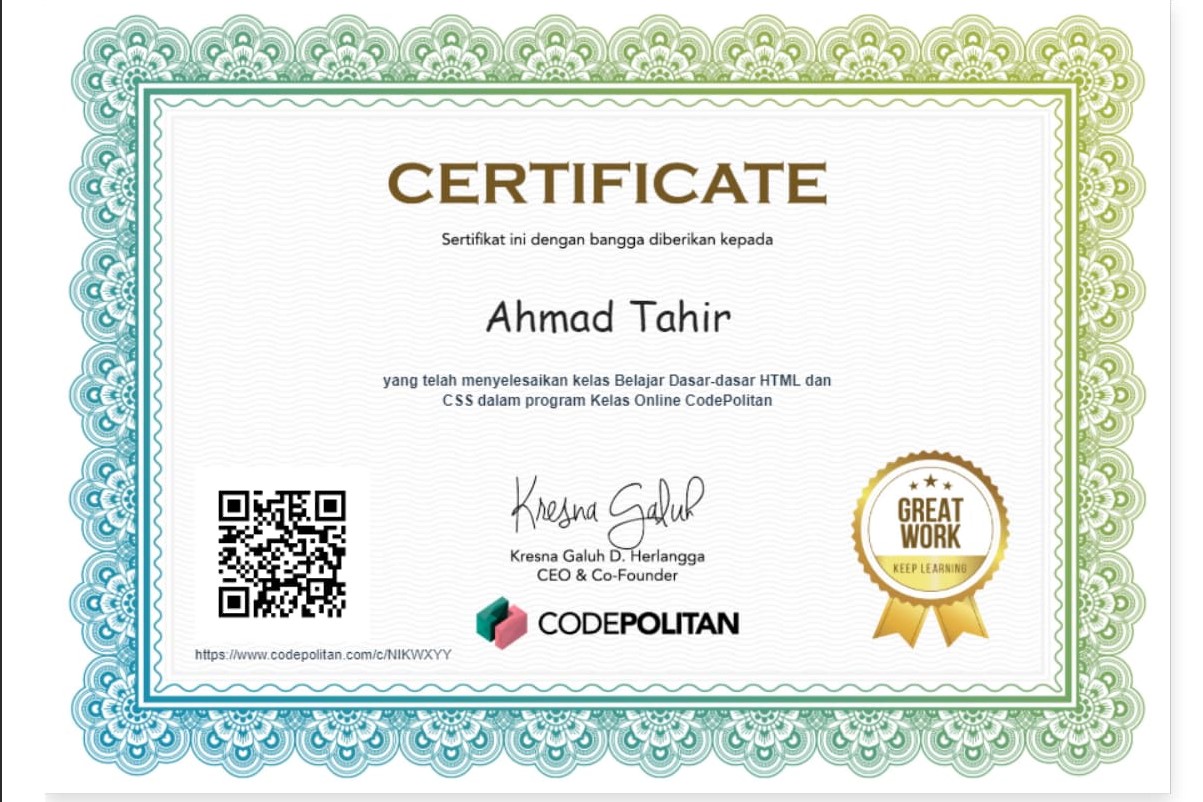 CERTIFICATE
Sertifikat ini dengan bangga diberikan kepada
Ahmad Tahir
yang telah menyelesaikan kelas Belajar Dasar-dasar HTML dan
CSS dalam program Kelas Online CodePolitan
Kresna Galuh
Kresna Galuh D. Herlangga
CEO & Co-Founder
CODEPOLITAN
https://www.codepolitan.com/c/NIKWXYY
GREAT
WORK
KEEP LEARNING